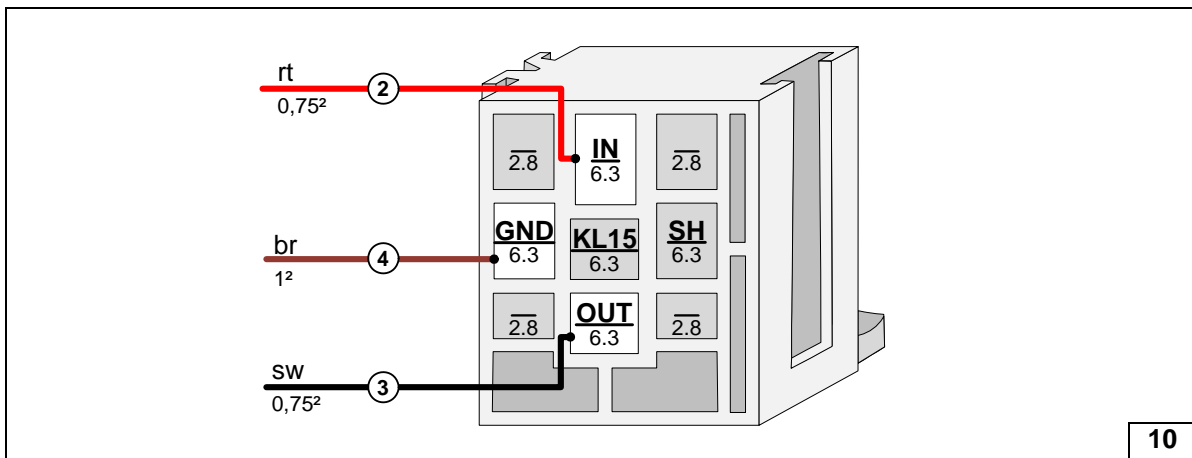 rt
2
0,75²
—
2.8
IN
6.3
—
2.8
br
4
1²
GND
6.3
KL15
6.3
SH
6.3
—
2.8
OUT
6.3
—
2.8
sw
3
0,75²
10